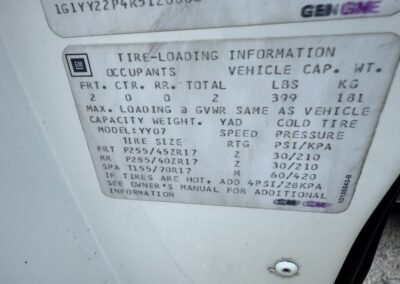 GM
TIRE-LOADING INFORMATION
OCCUPANTS VEHICLE CAP. WT.
FRT. CTR. RR. TOTAL LBS KG
2 0 0 2 399 181
MAX. LOADING @ GVWR SAME AS VEHICLE
CAPACITY WEIGHT. YAD COLD TIRE
MODEL: YY07 SPEED PRESSURE
TIRE SIZE RTG PSI/KPA
FRT P255/45ZR17 Z 30/210
RR P285/40ZR17 Z 30/210
SPA T155/70R17 M 60/420
IF TIRES ARE HOT, ADD 4PSI/28KPA
SEE OWNER'S MANUAL FOR ADDITIONAL
INFORMATION